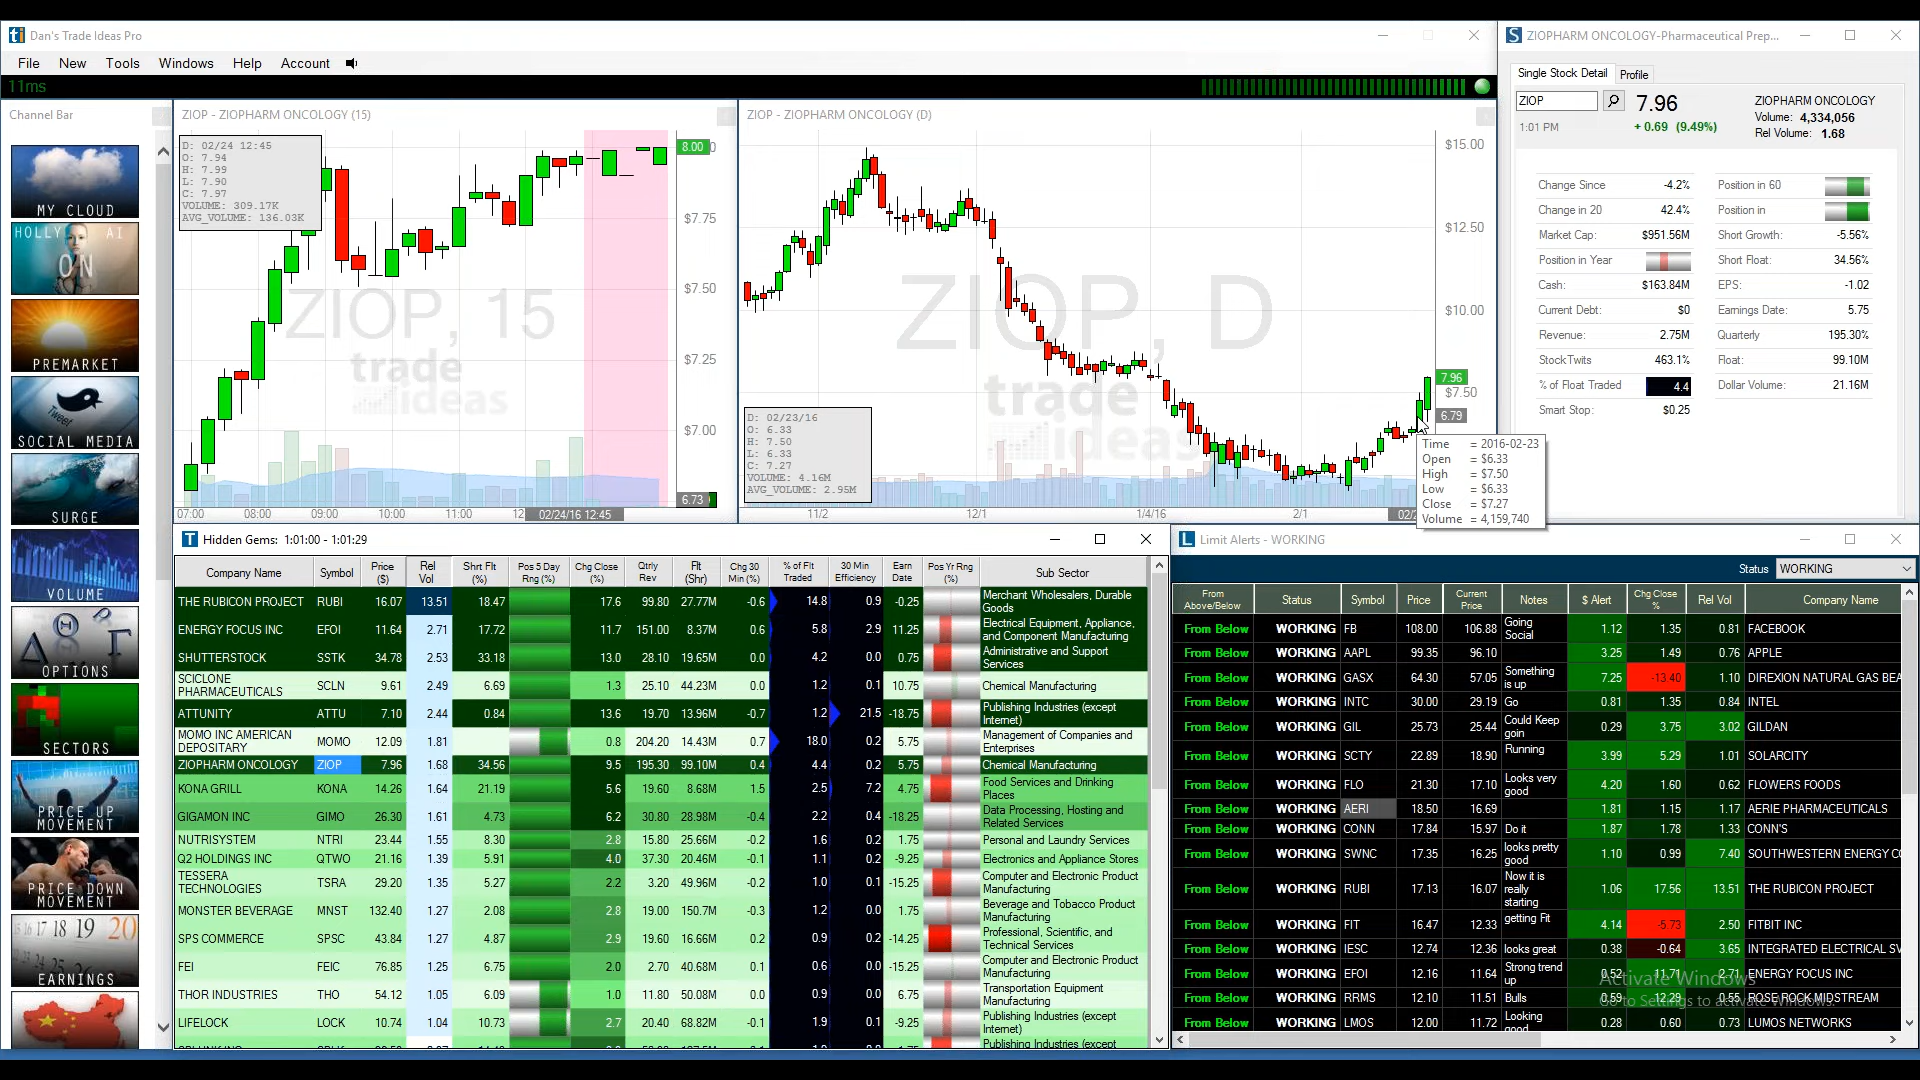 Dan's Trade Ideas Pro
File New Tools Windows Help Account
11ms
Channel Bar
MY CLOUD
HOLLY AI
ON
PREMARKET
Tweet!
SOCIAL MEDIA
SURGE
VOLUME
OPTIONS
SECTORS
PRICE UP
MOVEMENT
PRICE DOWN
MOVEMENT
EARNINGS
ZIOP - ZIOPHARM ONCOLOGY (15)
D: 02/24 12:45
O: 7.94
H: 7.99
L: 7.90
C: 7.97
VOLUME: 309.17K
AVG_VOLUME: 136.03K
ZIOP, 15
trade
ideas
8.00
$7.75
$7.50
$7.25
$7.00
6.73
07:00 08:00 09:00 10:00 11:00 12 02/24/16 12:45
ZIOP - ZIOPHARM ONCOLOGY (D)
ZIOP, D
trade
ideas
$15.00
$12.50
$10.00
7.96
$7.50
6.79
D: 02/23/16
O: 6.33
H: 7.50
L: 6.33
C: 7.27
VOLUME: 4.16M
AVG_VOLUME: 2.95M
11/2 12/1 1/4/16 2/1
Time = 2016-02-23
Open = $6.33
High = $7.50
Low = $6.33
Close = $7.27
Volume = 4,159,740
ZIOPHARM ONCOLOGY-Pharmaceutical Prep...
Single Stock Detail Profile
ZIOP 7.96 ZIOPHARM ONCOLOGY
Volume: 4,334,056
1:01 PM + 0.69 (9.49%) Rel Volume: 1.68
Change Since -4.2% Position in 60
Change in 20 42.4% Position in
Market Cap: $951.56M Short Growth: -5.56%
Position in Year Short Float: 34.56%
Cash: $163.84M EPS: -1.02
Current Debt: $0 Earnings Date: 5.75
Revenue: 2.75M Quarterly 195.30%
StockTwits 463.1% Float: 99.10M
% of Float Traded 4.4 Dollar Volume: 21.16M
Smart Stop: $0.25
Hidden Gems: 1:01:00 - 1:01:29
Company Name Symbol Price ($) Rel Vol Shrt Flt (%) Pos 5 Day Rng (%) Chg Close (%) Qtrly Rev Flt (Shr) Chg 30 Min (%) % of Flt Traded 30 Min Efficiency Earn Date Pos Yr Rng (%) Sub Sector
THE RUBICON PROJECT RUBI 16.07 13.51 18.47 17.6 99.80 27.77M -0.6 14.8 0.9 -0.25 Merchant Wholesalers, Durable Goods
ENERGY FOCUS INC EFOI 11.64 2.71 17.72 11.7 151.00 8.37M 0.6 5.8 2.9 11.25 Electrical Equipment, Appliance, and Component Manufacturing
SHUTTERSTOCK SSTK 34.78 2.53 33.18 13.0 28.10 19.65M 0.0 4.2 0.0 0.75 Administrative and Support Services
SCICLONE PHARMACEUTICALS SCLN 9.61 2.49 6.69 1.3 25.10 44.23M 0.0 1.2 0.1 10.75 Chemical Manufacturing
ATTUNITY ATTU 7.10 2.44 0.84 13.6 19.70 13.96M -0.7 1.2 21.5 -18.75 Publishing Industries (except Internet)
MOMO INC AMERICAN DEPOSITARY MOMO 12.09 1.81 0.8 204.20 14.43M 0.7 18.0 0.2 5.75 Management of Companies and Enterprises
ZIOPHARM ONCOLOGY ZIOP 7.96 1.68 34.56 9.5 195.30 99.10M 0.4 4.4 0.2 5.75 Chemical Manufacturing
KONA GRILL KONA 14.26 1.64 21.19 5.6 19.60 8.68M 1.5 2.5 7.2 4.75 Food Services and Drinking Places
GIGAMON INC GIMO 26.30 1.61 4.73 6.2 30.80 28.98M -0.4 2.2 0.4 -18.25 Data Processing, Hosting and Related Services
NUTRISYSTEM NTRI 23.44 1.55 8.30 2.8 15.80 25.66M -0.2 1.6 0.2 1.75 Personal and Laundry Services
Q2 HOLDINGS INC QTWO 21.16 1.39 5.91 4.0 37.30 20.46M -0.1 1.1 0.2 -9.25 Electronics and Appliance Stores
TESSERA TECHNOLOGIES TSRA 29.20 1.35 5.27 2.2 3.20 49.96M -0.2 1.0 0.1 -15.25 Computer and Electronic Product Manufacturing
MONSTER BEVERAGE MNST 132.40 1.27 2.08 2.8 19.00 150.7M -0.3 1.2 0.0 1.75 Beverage and Tobacco Product Manufacturing
SPS COMMERCE SPSC 43.84 1.27 4.87 2.9 19.60 16.66M 0.2 0.9 0.2 -14.25 Professional, Scientific, and Technical Services
FEI FEIC 76.85 1.25 6.75 2.0 2.70 40.68M 0.1 0.6 0.0 -15.25 Computer and Electronic Product Manufacturing
THOR INDUSTRIES THO 54.12 1.05 6.09 1.0 11.80 50.08M 0.0 0.9 0.0 6.75 Transportation Equipment Manufacturing
LIFELOCK LOCK 10.74 1.04 10.73 2.7 20.40 68.82M -0.1 1.9 0.1 -9.25 Publishing Industries (except Internet)
Publishing Industries (except
Limit Alerts - WORKING
Status WORKING
From Above/Below Status Symbol Price Current Price Notes $ Alert Chg Close % Rel Vol Company Name
From Below WORKING FB 108.00 106.88 Going Social 1.12 1.35 0.81 FACEBOOK
From Below WORKING AAPL 99.35 96.10 3.25 1.49 0.76 APPLE
From Below WORKING GASX 64.30 57.05 Something is up 7.25 -13.40 1.10 DIREXION NATURAL GAS BEA
From Below WORKING INTC 30.00 29.19 Go 0.81 1.35 0.84 INTEL
From Below WORKING GIL 25.73 25.44 Could Keep goin 0.29 3.75 3.02 GILDAN
From Below WORKING SCTY 22.89 18.90 Running 3.99 5.29 1.01 SOLARCITY
From Below WORKING FLO 21.30 17.10 Looks very good 4.20 1.60 0.62 FLOWERS FOODS
From Below WORKING AERI 18.50 16.69 1.81 1.15 1.17 AERIE PHARMACEUTICALS
From Below WORKING CONN 17.84 15.97 Do it 1.87 1.78 1.33 CONN'S
From Below WORKING SWNC 17.35 16.25 looks pretty good 1.10 0.99 7.40 SOUTHWESTERN ENERGY CO
From Below WORKING RUBI 17.13 16.07 Now it is really starting 1.06 17.56 13.51 THE RUBICON PROJECT
From Below WORKING FIT 16.47 12.33 getting Fit 4.14 -5.73 2.50 FITBIT INC
From Below WORKING IESC 12.74 12.36 looks great 0.38 -0.64 3.65 INTEGRATED ELECTRICAL SV
From Below WORKING EFOI 12.16 11.64 Strong trend up 0.52 11.71 2.71 ENERGY FOCUS INC
From Below WORKING RRMS 12.10 11.51 Bulls 0.59 12.29 0.55 ROSE ROCK MIDSTREAM
From Below WORKING LMOS 12.00 11.72 Looking good 0.28 0.60 0.73 LUMOS NETWORKS
Activate Windows
Go to Settings to activate Windows.